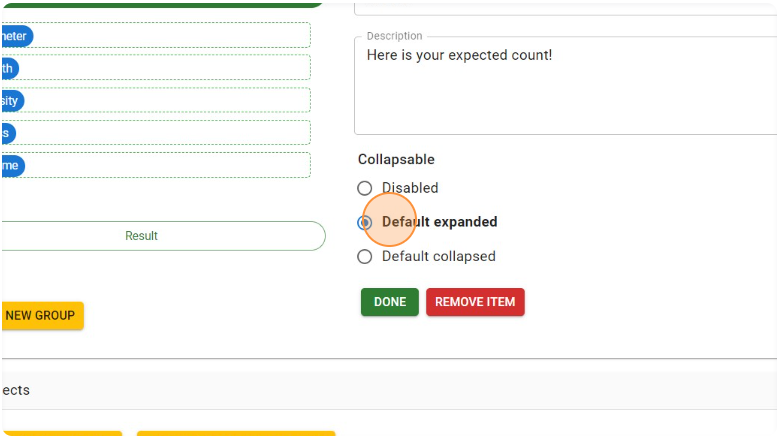 neter
th
sity
s
me
Result
NEW GROUP
ects
Description
Here is your expected count!
Collapsable
Disabled
Default expanded
Default collapsed
DONE
REMOVE ITEM